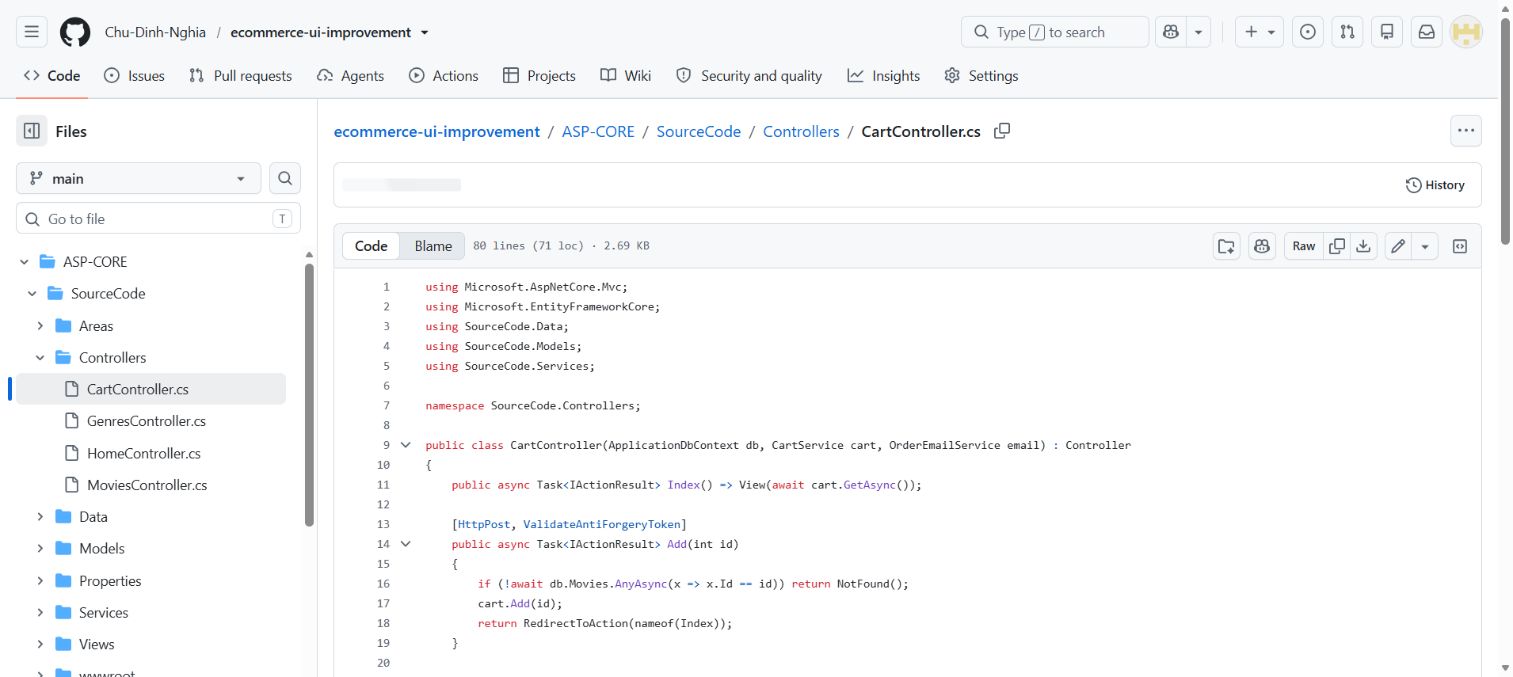 Chu-Dinh-Nghia / ecommerce-ui-improvement
Type / to search
Code
Issues
Pull requests
Agents
Actions
Projects
Wiki
Security and quality
Insights
Settings
Files
main
Go to file
T
ASP-CORE
SourceCode
Areas
Controllers
CartController.cs
GenresController.cs
HomeController.cs
MoviesController.cs
Data
Models
Properties
Services
Views
wwwroot
ecommerce-ui-improvement / ASP-CORE / SourceCode / Controllers / CartController.cs
History
Code
Blame
80 lines (71 loc) · 2.69 KB
Raw
1 using Microsoft.AspNetCore.Mvc;
2 using Microsoft.EntityFrameworkCore;
3 using SourceCode.Data;
4 using SourceCode.Models;
5 using SourceCode.Services;
6
7 namespace SourceCode.Controllers;
8
9 public class CartController(ApplicationDbContext db, CartService cart, OrderEmailService email) : Controller
10 {
11 public async Task<IActionResult> Index() => View(await cart.GetAsync());
12
13 [HttpPost, ValidateAntiForgeryToken]
14 public async Task<IActionResult> Add(int id)
15 {
16 if (!await db.Movies.AnyAsync(x => x.Id == id)) return NotFound();
17 cart.Add(id);
18 return RedirectToAction(nameof(Index));
19 }
20